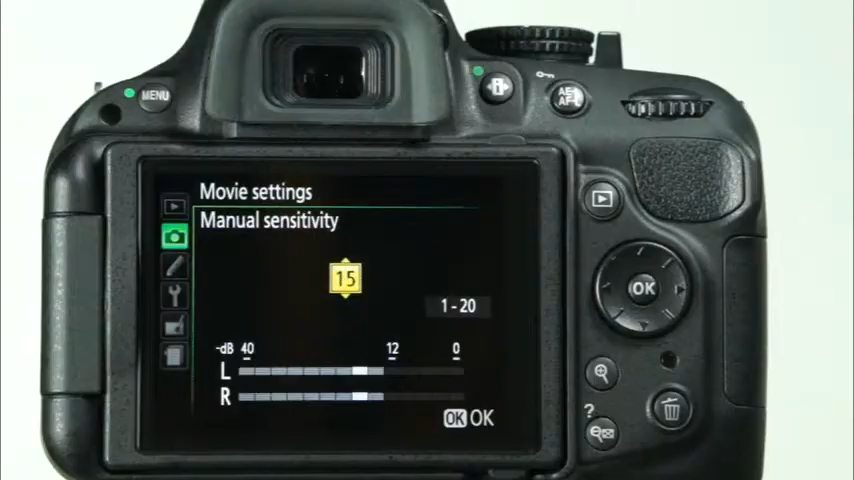 MENU
i
AE-L
AF-L
Movie settings
Manual sensitivity
15
1-20
-dB 40 12 0
L
R
OK OK
OK
?